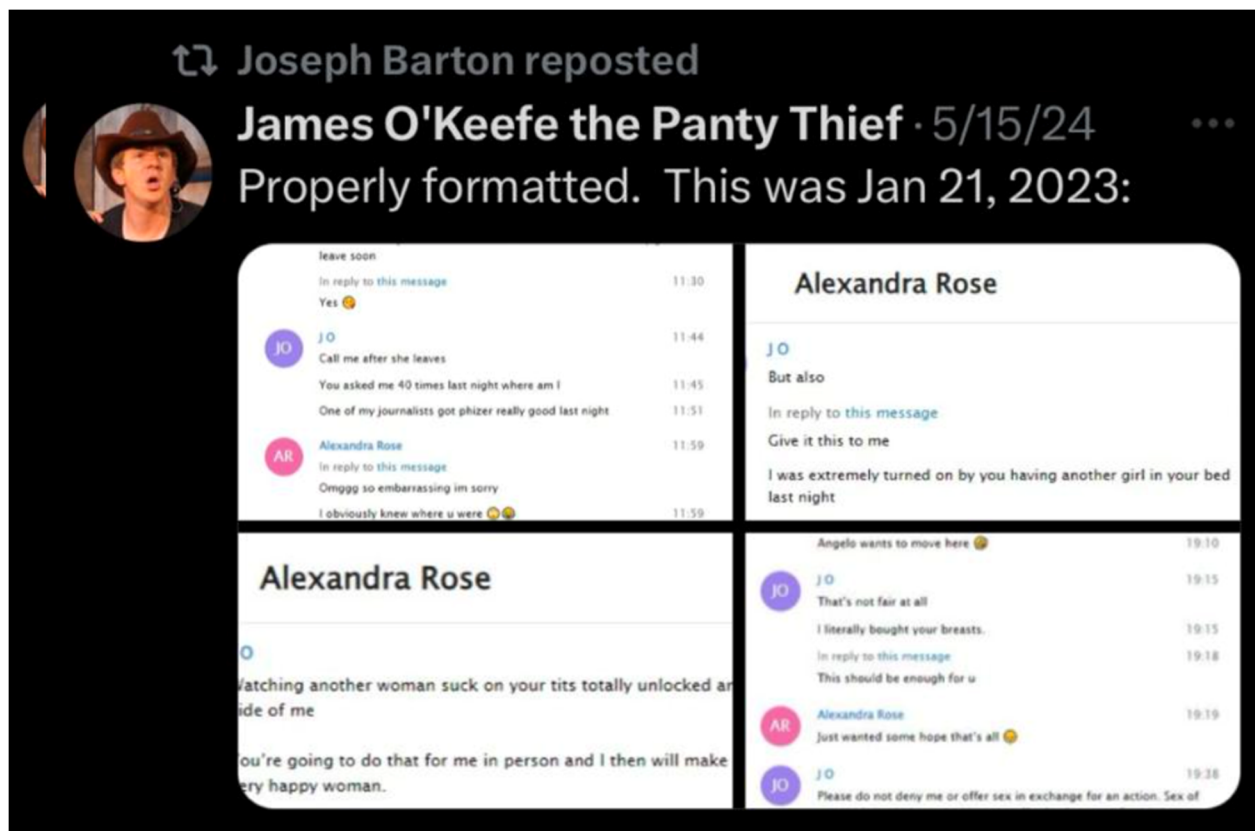 Joseph Barton reposted
James O'Keefe the Panty Thief · 5/15/24
Properly formatted. This was Jan 21, 2023:
leave soon
In reply to this message 11:30
Yes 😋
JO
J O 11:44
Call me after she leaves
You asked me 40 times last night where am I 11:45
One of my journalists got phizer really good last night 11:51
AR
Alexandra Rose 11:59
In reply to this message
Omggg so embarrassing im sorry
I obviously knew where u were 11:59
Alexandra Rose
J O
But also
In reply to this message
Give it this to me
I was extremely turned on by you having another girl in your bed
last night
Alexandra Rose
O
atching another woman suck on your tits totally unlocked ar
ide of me
ou're going to do that for me in person and I then will make
ery happy woman.
Angelo wants to move here 19:10
JO
J O 19:15
That's not fair at all
I literally bought your breasts. 19:15
In reply to this message 19:18
This should be enough for u
AR
Alexandra Rose 19:19
Just wanted some hope that's all
JO
J O 19:38
Please do not deny me or offer sex in exchange for an action. Sex of